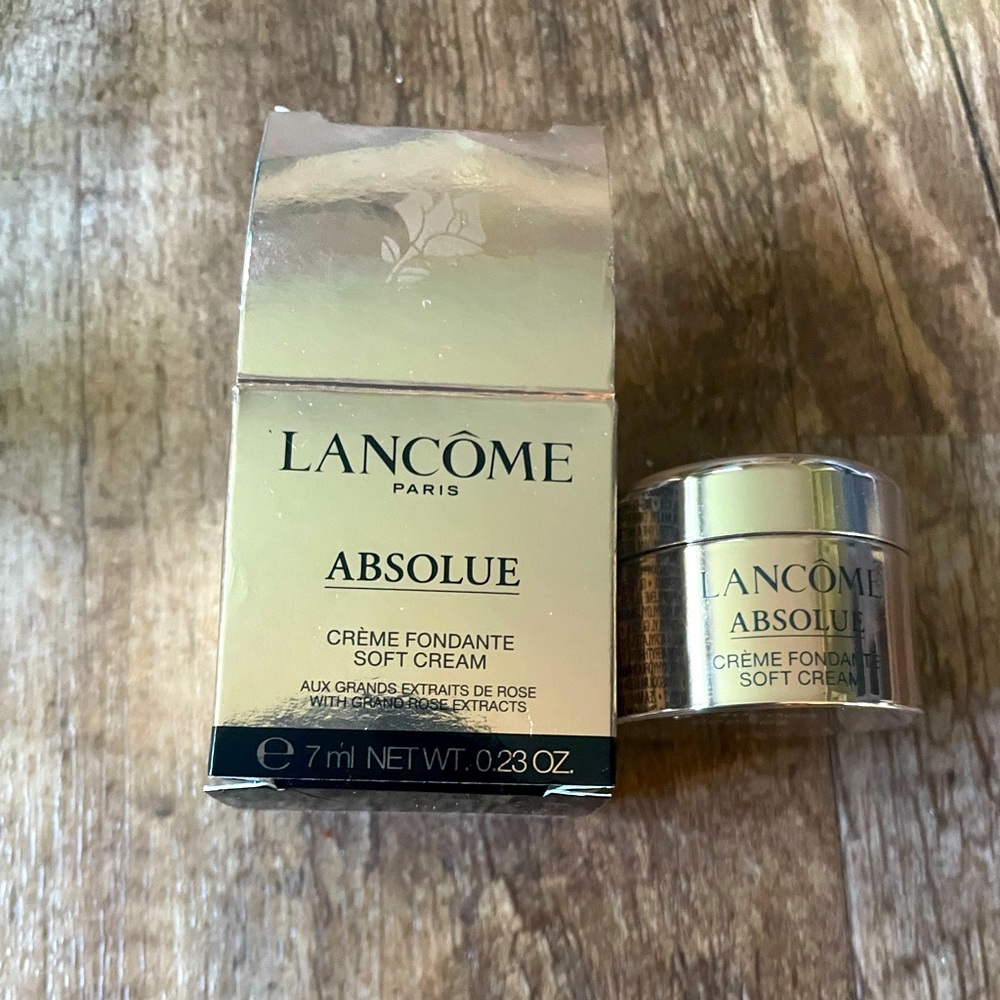 LANCÔME
PARIS
ABSOLUE
CRÈME FONDANTE
SOFT CREAM
AUX GRANDS EXTRAITS DE ROSE
WITH GRAND ROSE EXTRACTS
℮ 7 ml NET WT. 0.23 OZ.
LANCÔME
ABSOLUE
CRÈME FONDANTE
SOFT CREAM